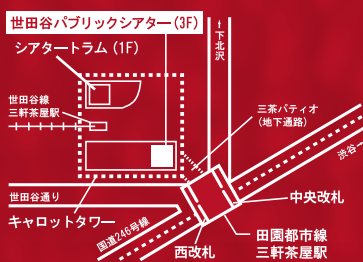 世田谷パブリックシアター(3F)
シアタートラム(1F)
↑下北沢
世田谷線
三軒茶屋駅
三茶パティオ
(地下通路)
渋谷→
世田谷通り
キャロットタワー
国道246号線
中央改札
西改札
田園都市線
三軒茶屋駅